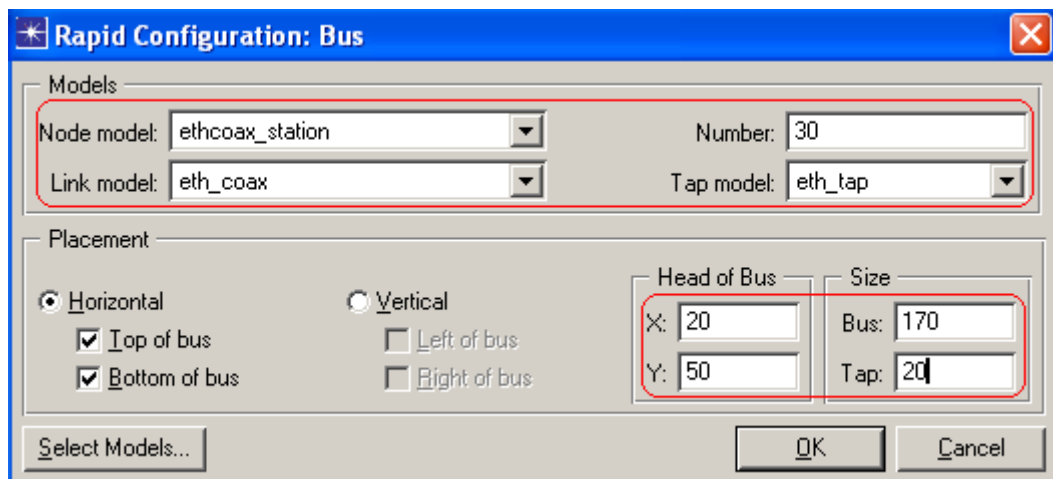 Rapid Configuration: Bus
Models
Node model: ethcoax_station Number: 30
Link model: eth_coax Tap model: eth_tap
Placement
Head of Bus Size
Horizontal Vertical X: 20 Bus: 170
Top of bus Left of bus
Bottom of bus Right of bus Y: 50 Tap: 20
Select Models... OK Cancel